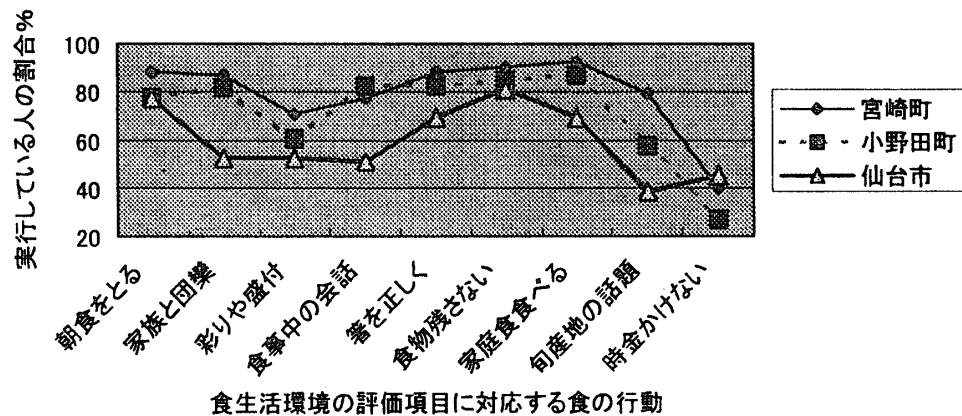 実行している人の割合%
100
80
60
40
20
朝食をとる
家族と団欒
彩りや盛付
食事中の会話
箸を正しく
食物残さない
家庭食食べる
旬産地の話題
時金かけない
食生活環境の評価項目に対応する食の行動
宮崎町
小野田町
仙台市